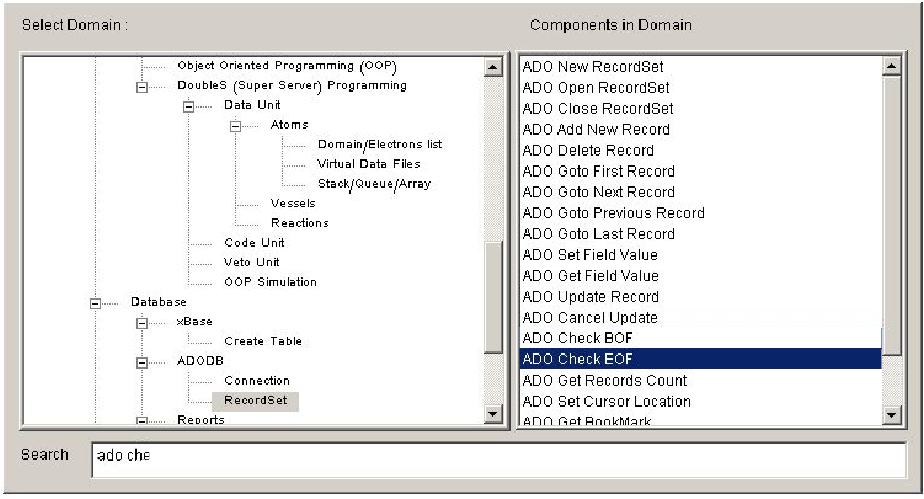 Select Domain :
Object Oriented Programming (OOP)
DoubleS (Super Server) Programming
Data Unit
Atoms
Domain/Electrons list
Virtual Data Files
Stack/Queue/Array
Vessels
Reactions
Code Unit
Veto Unit
OOP Simulation
Database
xBase
Create Table
ADODB
Connection
RecordSet
Reports
Components in Domain
ADO New RecordSet
ADO Open RecordSet
ADO Close RecordSet
ADO Add New Record
ADO Delete Record
ADO Goto First Record
ADO Goto Next Record
ADO Goto Previous Record
ADO Goto Last Record
ADO Set Field Value
ADO Get Field Value
ADO Update Record
ADO Cancel Update
ADO Check BOF
ADO Check EOF
ADO Get Records Count
ADO Set Cursor Location
ADO Get BookMark
Search
ado che